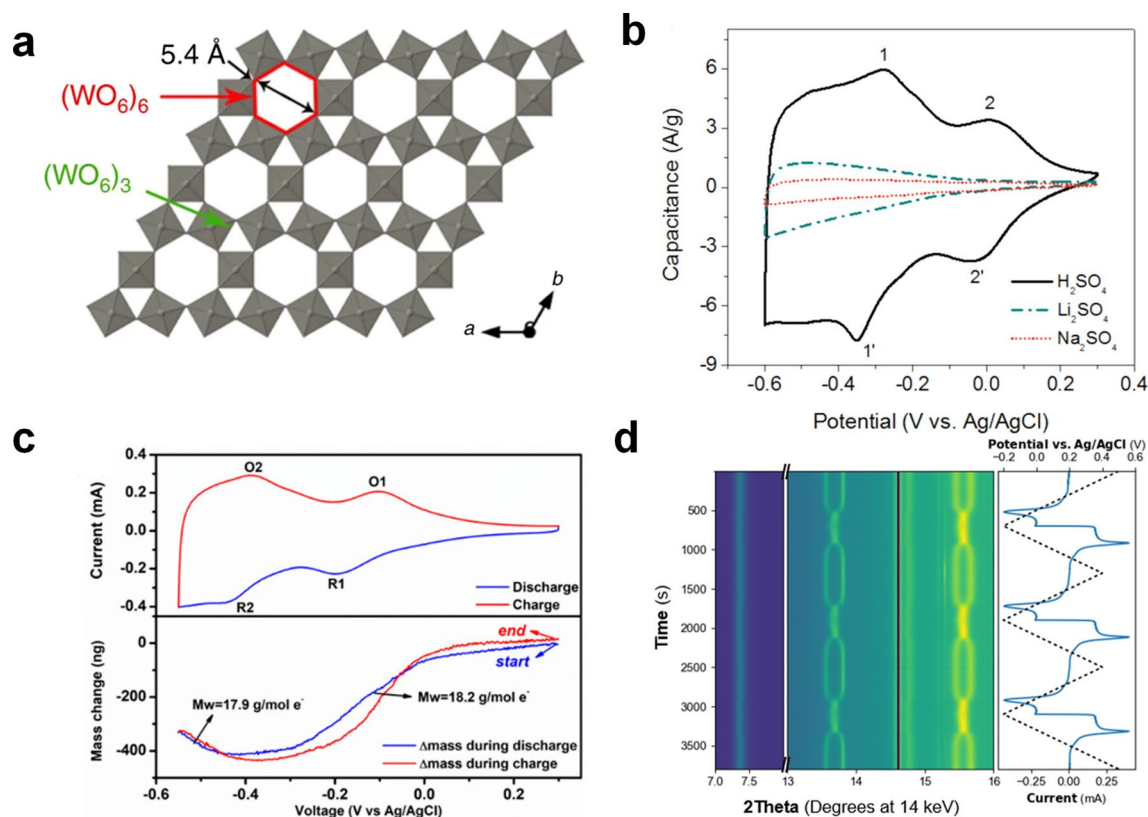 a
5.4 Å
(WO₆)₆
(WO₆)₃
b
a
c
b
6
3
0
-3
-6
-9
Capacitance (A/g)
1
2
1'
2'
H₂SO₄
Li₂SO₄
Na₂SO₄
-0.6
-0.4
-0.2
0.0
0.2
0.4
Potential (V vs. Ag/AgCl)
c
0.4
0.2
0.0
-0.2
-0.4
Current (mA)
O2
O1
R2
R1
Discharge
Charge
0
-200
-400
Mass change (ng)
end
start
Mw=17.9 g/mol e⁻
Mw=18.2 g/mol e⁻
Δmass during discharge
Δmass during charge
-0.6
-0.4
-0.2
0.0
0.2
Voltage (V vs Ag/AgCl)
d
Potential vs. Ag/AgCl (V)
-0.2 0.0 0.2 0.4 0.6
500
1000
1500
2000
2500
3000
3500
Time (s)
7.0 7.5 13 14 15 16
2Theta (Degrees at 14 keV)
0.00 0.25
Current (mA)